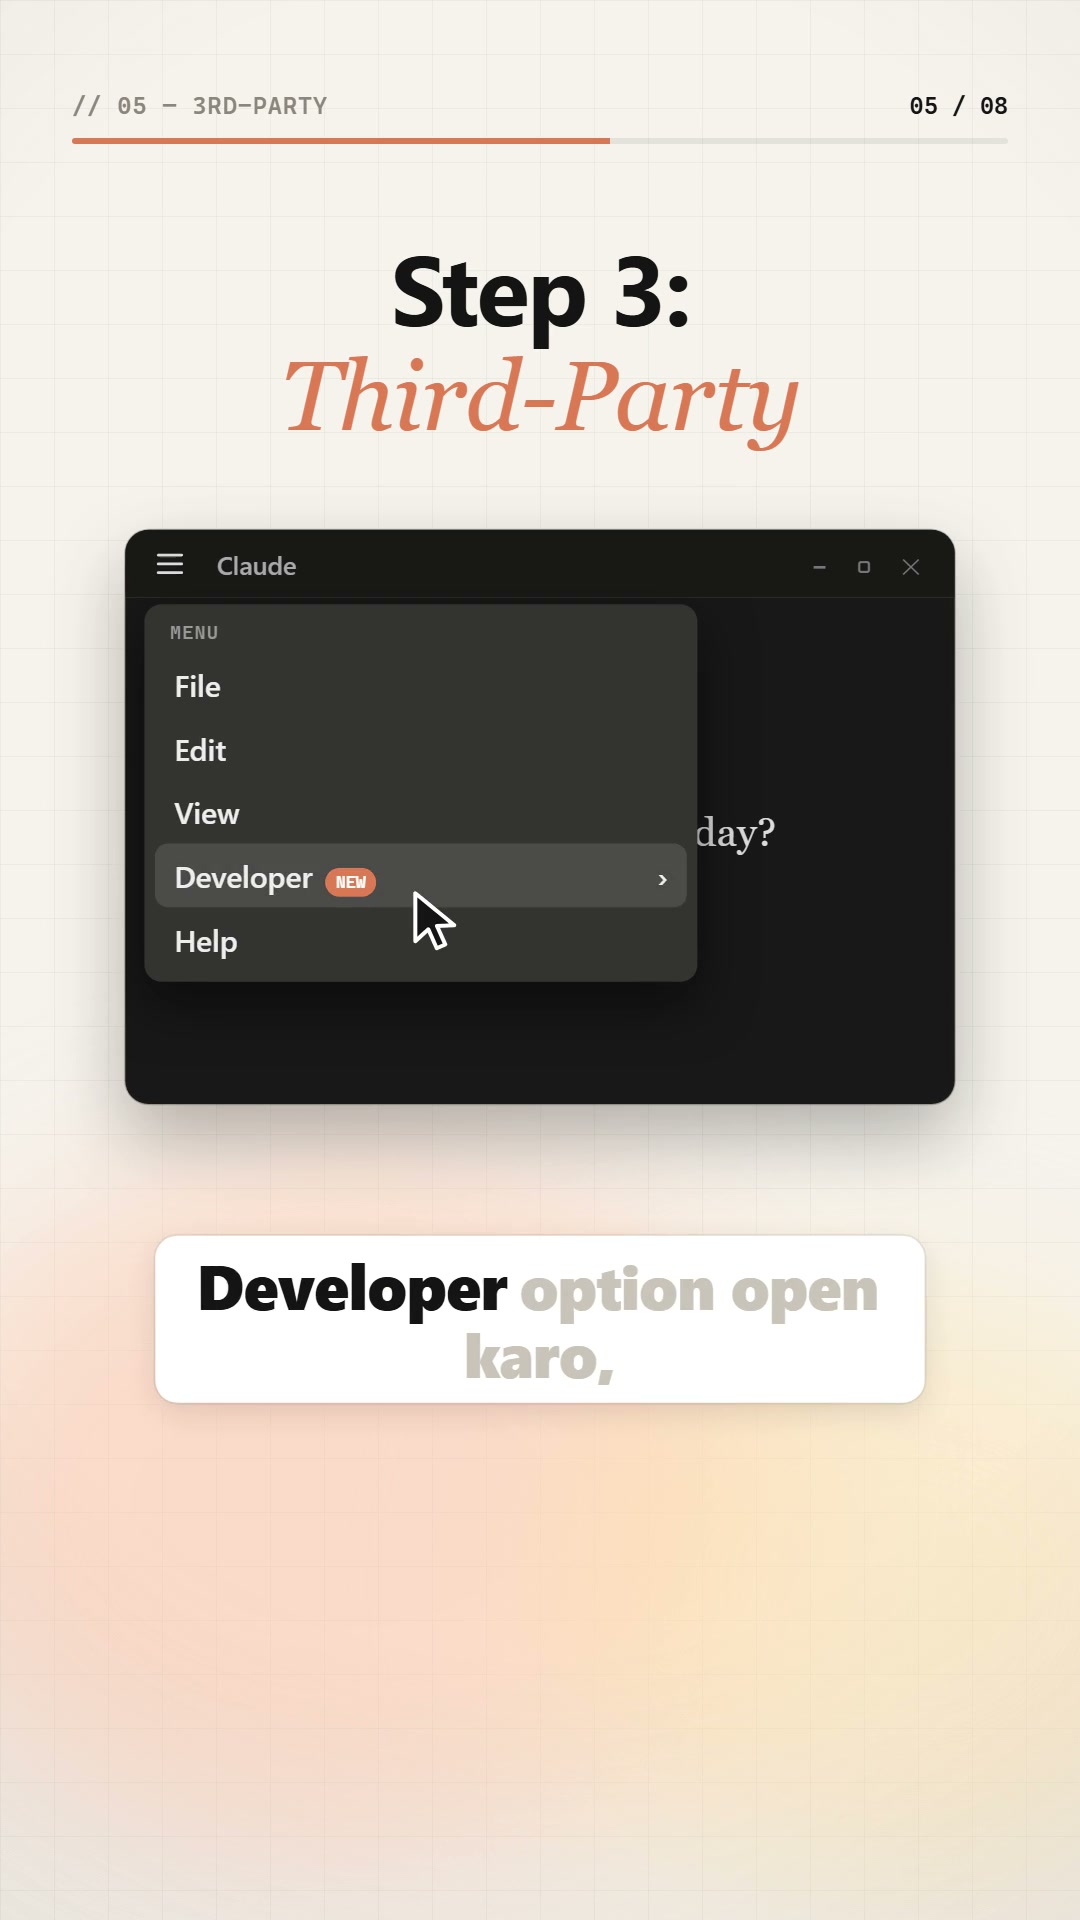 // 05 — 3RD-PARTY
05 / 08
Step 3:
Third-Party
Claude
MENU
File
Edit
View
day?
Developer NEW ›
Help
Developer option open
karo,